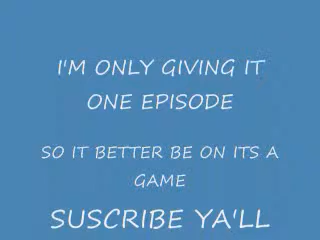 I'M ONLY GIVING IT
ONE EPISODE
SO IT BETTER BE ON ITS A
GAME
SUSCRIBE YA'LL